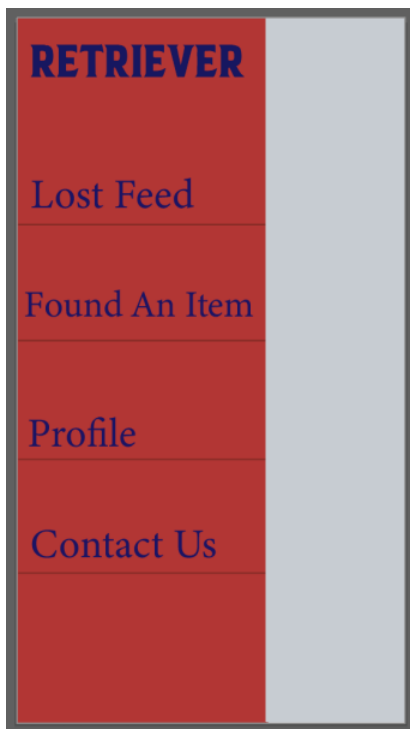 RETRIEVER
Lost Feed
Found An Item
Profile
Contact Us